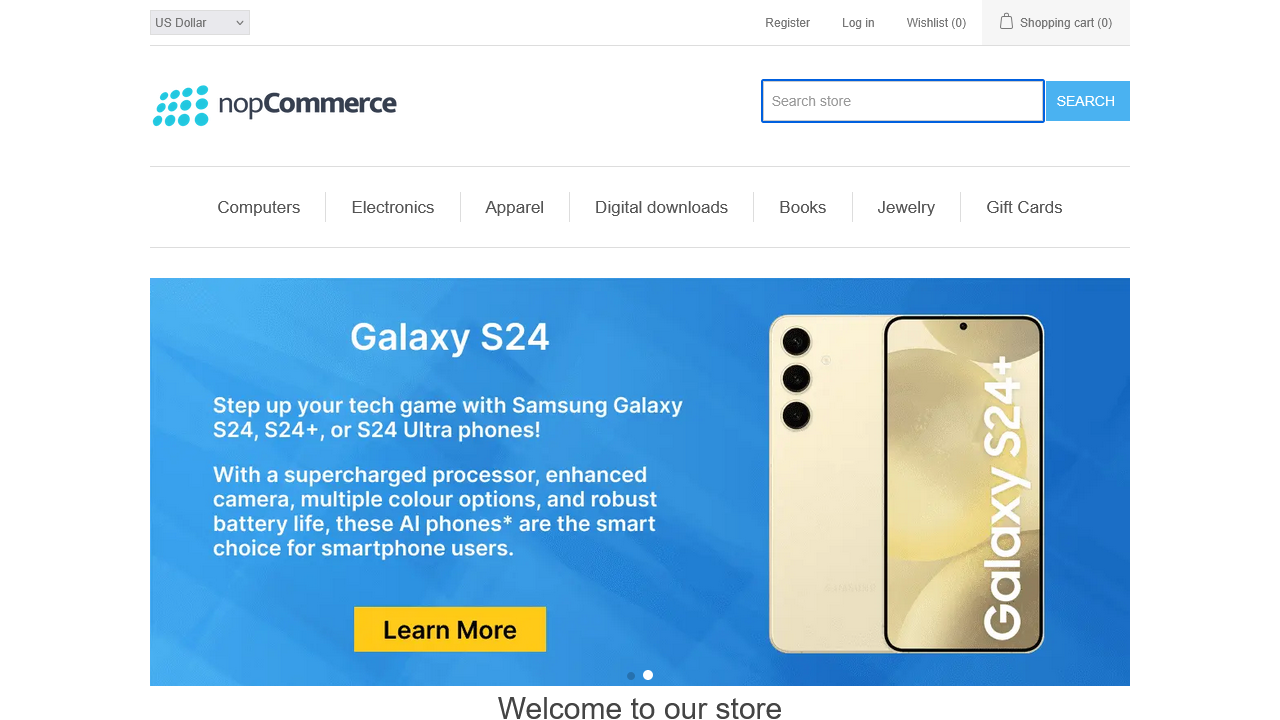 US Dollar
Register
Log in
Wishlist (0)
Shopping cart (0)
nopCommerce
Search store
SEARCH
Computers
Electronics
Apparel
Digital downloads
Books
Jewelry
Gift Cards
Galaxy S24
Step up your tech game with Samsung Galaxy
S24, S24+, or S24 Ultra phones!
With a supercharged processor, enhanced
camera, multiple colour options, and robust
battery life, these AI phones* are the smart
choice for smartphone users.
Learn More
Galaxy S24+
Welcome to our store